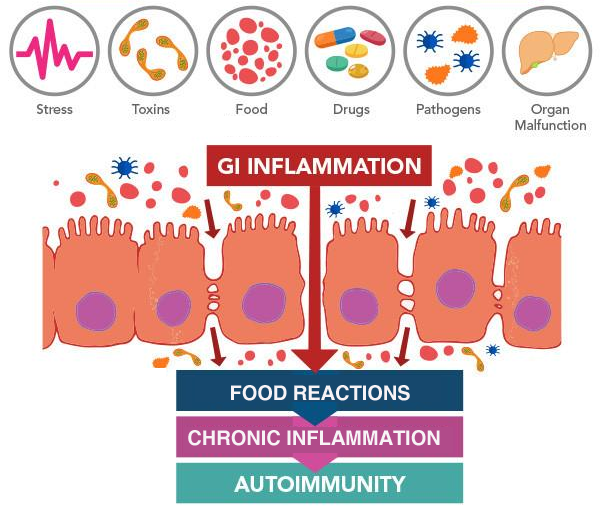 Stress
Toxins
Food
Drugs
Pathogens
Organ
Malfunction
GI INFLAMMATION
FOOD REACTIONS
CHRONIC INFLAMMATION
AUTOIMMUNITY